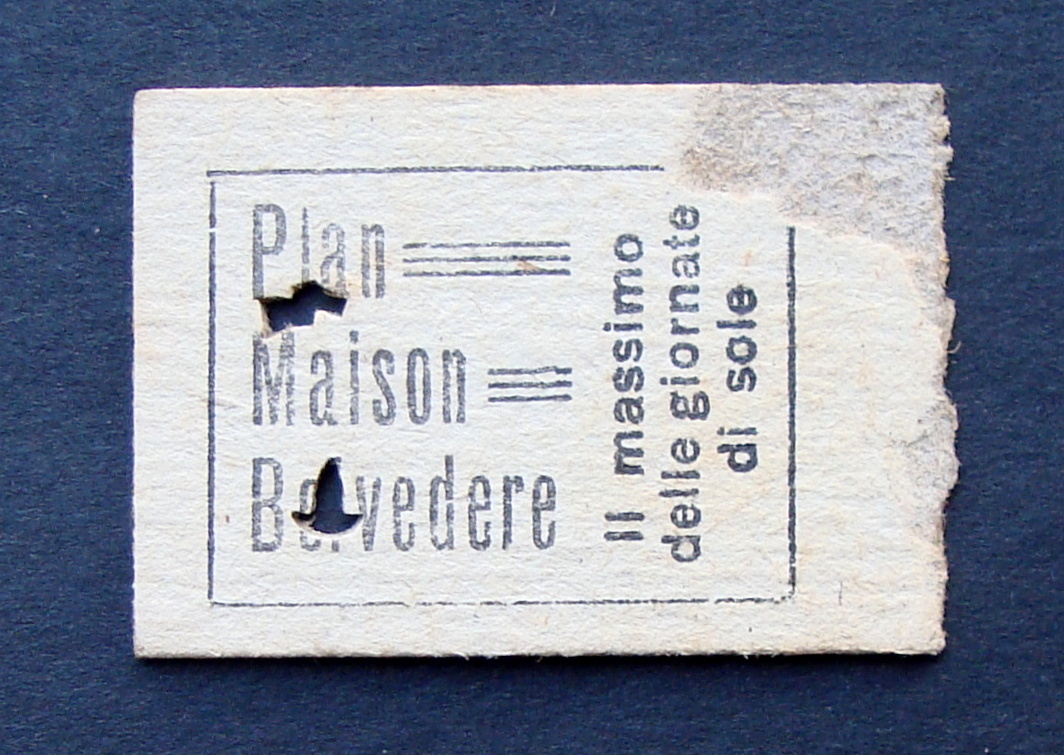 Plan
Maison
Belvedere
Il massimo
delle giornate
di sole